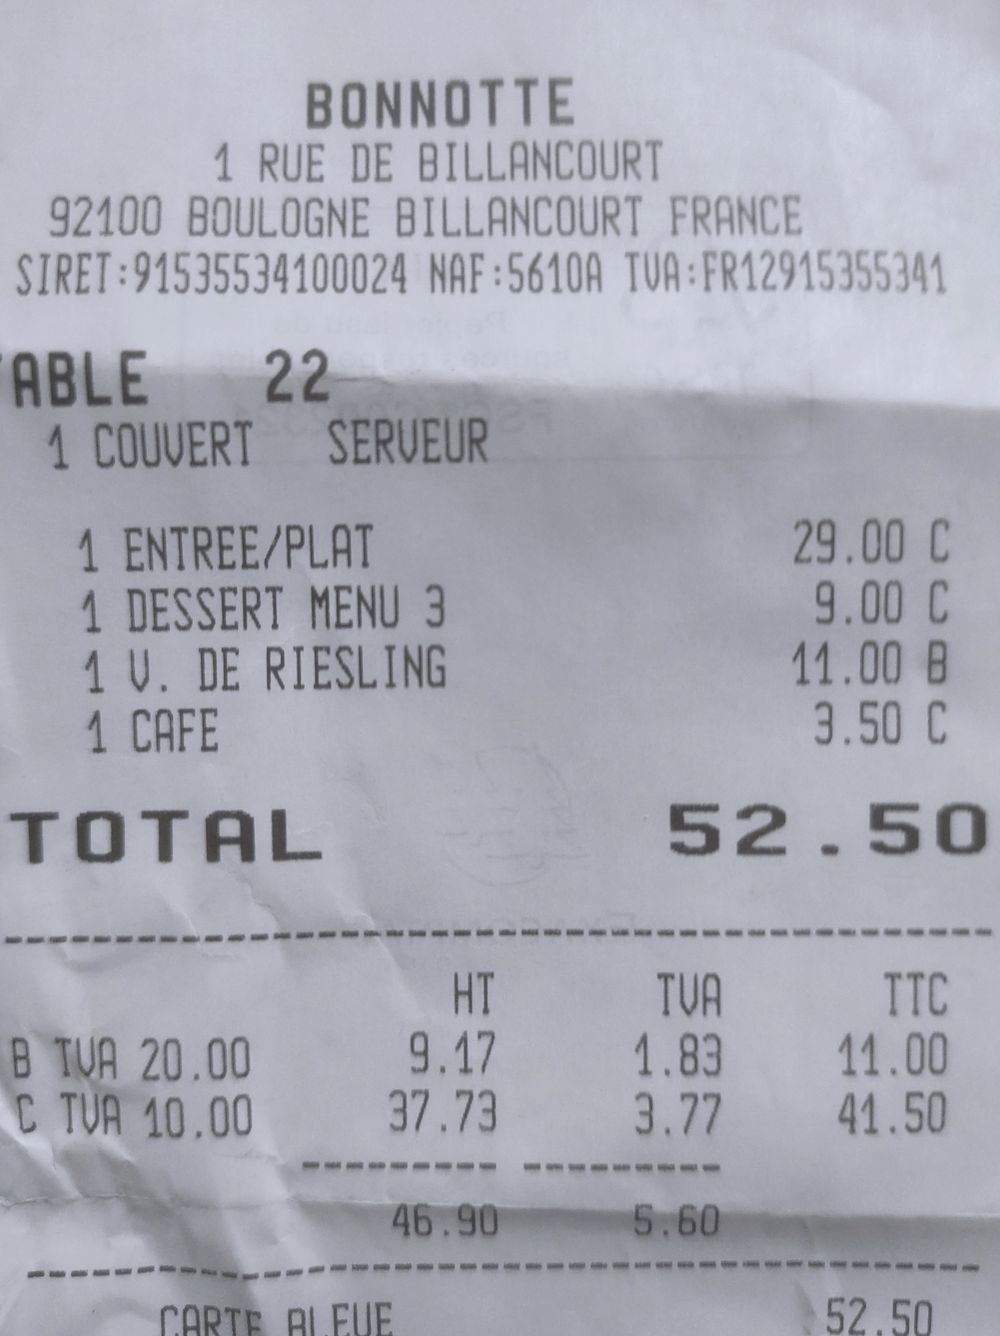 BONNOTTE
1 RUE DE BILLANCOURT
92100 BOULOGNE BILLANCOURT FRANCE
SIRET:91535534100024 NAF:5610A TVA:FR12915355341
TABLE 22
1 COUVERT SERVEUR
1 ENTREE/PLAT 29.00 C
1 DESSERT MENU 3 9.00 C
1 V. DE RIESLING 11.00 B
1 CAFE 3.50 C
TOTAL 52.50
HT TVA TTC
B TVA 20.00 9.17 1.83 11.00
C TVA 10.00 37.73 3.77 41.50
46.90 5.60
CARTE BLEUE 52.50